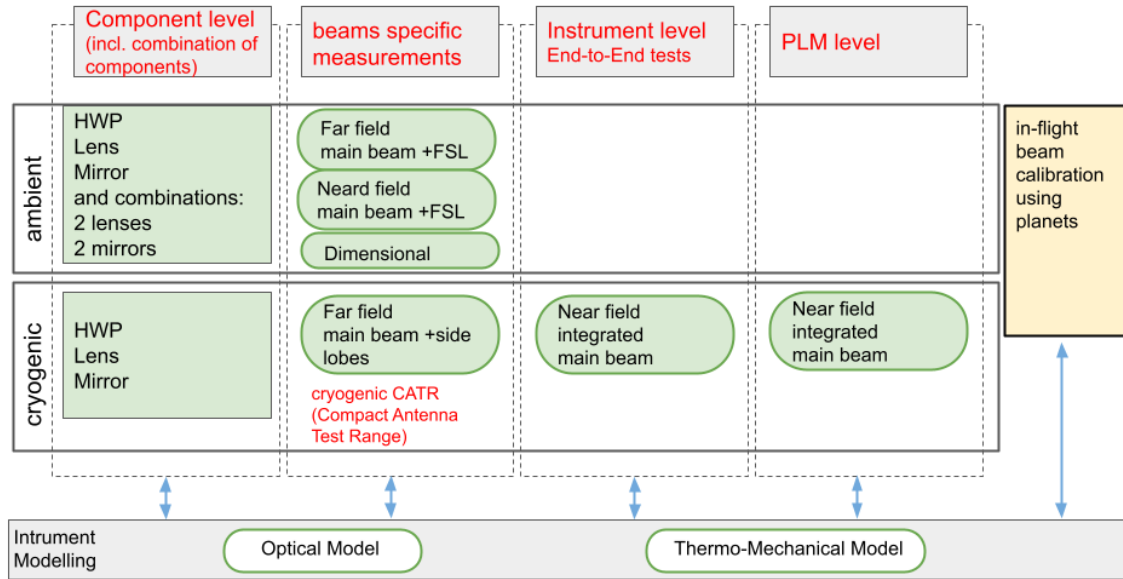 Component level
(incl. combination of
components)
beams specific
measurements
Instrument level
End-to-End tests
PLM level
ambient
HWP
Lens
Mirror
and combinations:
2 lenses
2 mirrors
Far field
main beam +FSL
Neard field
main beam +FSL
Dimensional
in-flight
beam
calibration
using
planets
cryogenic
HWP
Lens
Mirror
Far field
main beam +side
lobes
cryogenic CATR
(Compact Antenna
Test Range)
Near field
integrated
main beam
Near field
integrated
main beam
Intrument
Modelling
Optical Model
Thermo-Mechanical Model